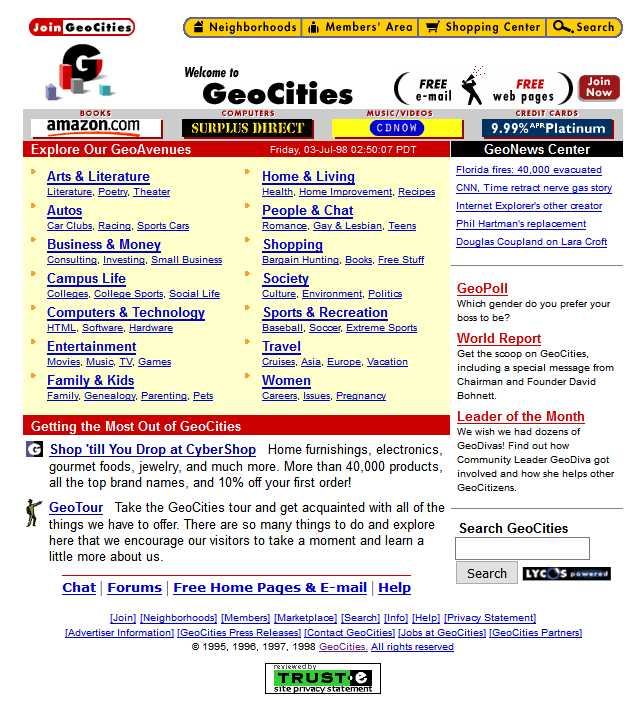 Join GeoCities
Neighborhoods
Members' Area
Shopping Center
Search
G
Welcome to
GeoCities
FREE
e-mail
FREE
web pages
Join
Now
BOOKS
COMPUTERS
MUSIC/VIDEOS
CREDIT CARDS
amazon.com
SURPLUS DIRECT
CDNOW
9.99% APR Platinum
Explore Our GeoAvenues
Friday, 03-Jul-98 02:50:07 PDT
Arts & Literature
Literature, Poetry, Theater
Autos
Car Clubs, Racing, Sports Cars
Business & Money
Consulting, Investing, Small Business
Campus Life
Colleges, College Sports, Social Life
Computers & Technology
HTML, Software, Hardware
Entertainment
Movies, Music, TV, Games
Family & Kids
Family, Genealogy, Parenting, Pets
Home & Living
Health, Home Improvement, Recipes
People & Chat
Romance, Gay & Lesbian, Teens
Shopping
Bargain Hunting, Books, Free Stuff
Society
Culture, Environment, Politics
Sports & Recreation
Baseball, Soccer, Extreme Sports
Travel
Cruises, Asia, Europe, Vacation
Women
Careers, Issues, Pregnancy
GeoNews Center
Florida fires: 40,000 evacuated
CNN, Time retract nerve gas story
Internet Explorer's other creator
Phil Hartman's replacement
Douglas Coupland on Lara Croft
GeoPoll
Which gender do you prefer your
boss to be?
World Report
Get the scoop on GeoCities,
including a special message from
Chairman and Founder David
Bohnett.
Leader of the Month
We wish we had dozens of
GeoDivas! Find out how
Community Leader GeoDiva got
involved and how she helps other
GeoCitizens.
Search GeoCities
Search
LYCOS powered
Getting the Most Out of GeoCities
G
Shop 'till You Drop at CyberShop Home furnishings, electronics,
gourmet foods, jewelry, and much more. More than 40,000 products,
all the top brand names, and 10% off your first order!
GeoTour Take the GeoCities tour and get acquainted with all of the
things we have to offer. There are so many things to do and explore
here that we encourage our visitors to take a moment and learn a
little more about us.
Chat | Forums | Free Home Pages & E-mail | Help
[Join] [Neighborhoods] [Members] [Marketplace] [Search] [Info] [Help] [Privacy Statement]
[Advertiser Information] [GeoCities Press Releases] [Contact GeoCities] [Jobs at GeoCities] [GeoCities Partners]
© 1995, 1996, 1997, 1998 GeoCities. All rights reserved
reviewed by
TRUST-e
site privacy statement